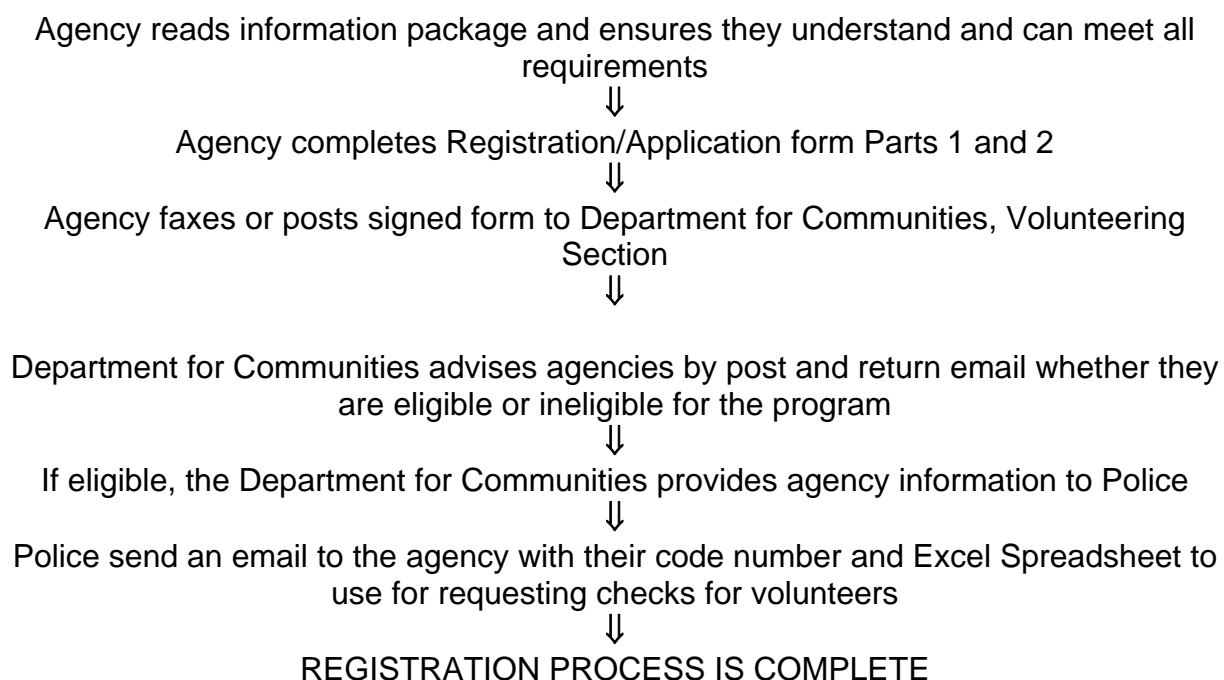 Agency reads information package and ensures they understand and can meet all
requirements
⇓
Agency completes Registration/Application form Parts 1 and 2
⇓
Agency faxes or posts signed form to Department for Communities, Volunteering
Section
⇓
Department for Communities advises agencies by post and return email whether they
are eligible or ineligible for the program
⇓
If eligible, the Department for Communities provides agency information to Police
⇓
Police send an email to the agency with their code number and Excel Spreadsheet to
use for requesting checks for volunteers
⇓
REGISTRATION PROCESS IS COMPLETE